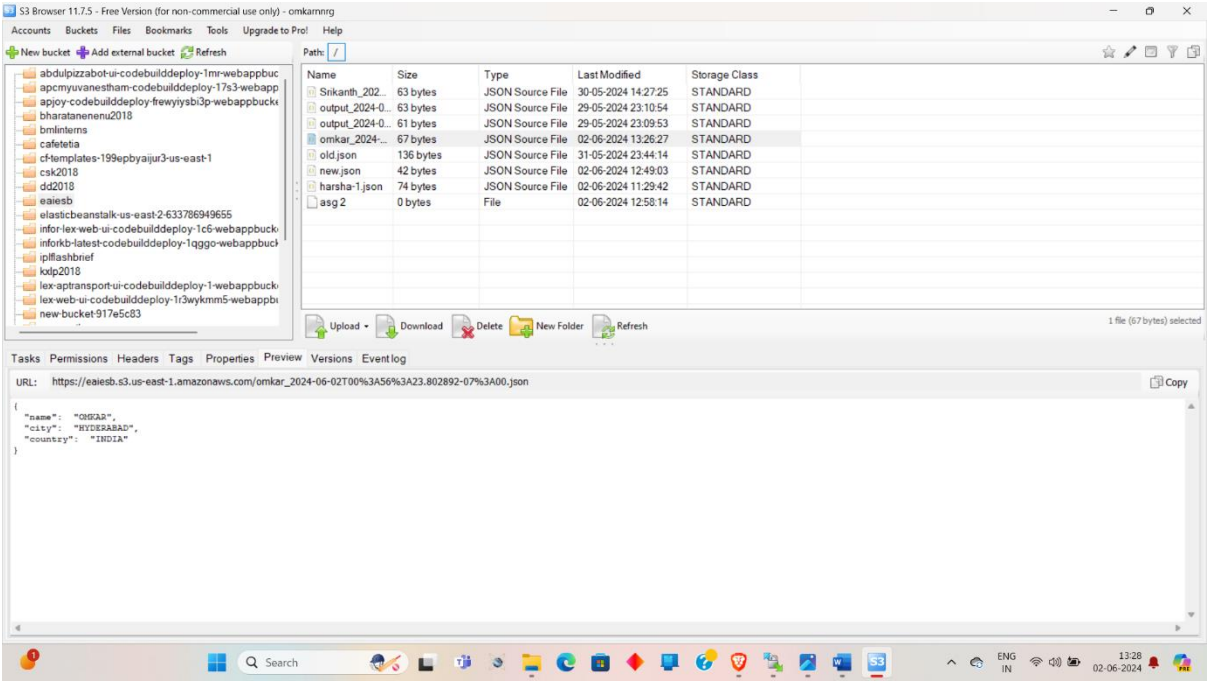 S3 Browser 11.7.5 - Free Version (for non-commercial use only) - omkarnnrg
Accounts Buckets Files Bookmarks Tools Upgrade to Pro! Help
New bucket Add external bucket Refresh
Path: /
abdulpizzabot-ui-codebuilddeploy-1mr-webappbuc
apcmyuvanestham-codebuilddeploy-17s3-webapp
apjoy-codebuilddeploy-frewyiysbi3p-webappbucke
bharatanenenu2018
bmlinterns
cafetetia
cf-templates-199epbyaijur3-us-east-1
csk2018
dd2018
eaiesb
elasticbeanstalk-us-east-2-633786949655
infor-lex-web-ui-codebuilddeploy-1c6-webappbuck
inforkb-latest-codebuilddeploy-1qggo-webappbuck
iplflashbrief
kxlp2018
lex-aptransport-ui-codebuilddeploy-1-webappbuck
lex-web-ui-codebuilddeploy-1r3wykmm5-webappbu
new-bucket-917e5c83
Name Size Type Last Modified Storage Class
Srikanth_202... 63 bytes JSON Source File 30-05-2024 14:27:25 STANDARD
output_2024-0... 63 bytes JSON Source File 29-05-2024 23:10:54 STANDARD
output_2024-0... 61 bytes JSON Source File 29-05-2024 23:09:53 STANDARD
omkar_2024-... 67 bytes JSON Source File 02-06-2024 13:26:27 STANDARD
old.json 136 bytes JSON Source File 31-05-2024 23:44:14 STANDARD
new.json 42 bytes JSON Source File 02-06-2024 12:49:03 STANDARD
harsha-1.json 74 bytes JSON Source File 02-06-2024 11:29:42 STANDARD
asg 2 0 bytes File 02-06-2024 12:58:14 STANDARD
Upload Download Delete New Folder Refresh
1 file (67 bytes) selected
Tasks Permissions Headers Tags Properties Preview Versions Eventlog
URL: https://eaiesb.s3.us-east-1.amazonaws.com/omkar_2024-06-02T00%3A56%3A23.802892-07%3A00.json
Copy
{
"name": "OMKAR",
"city": "HYDERABAD",
"country": "INDIA"
}
1
Search
S3
ENG
IN
13:28
02-06-2024
PRE